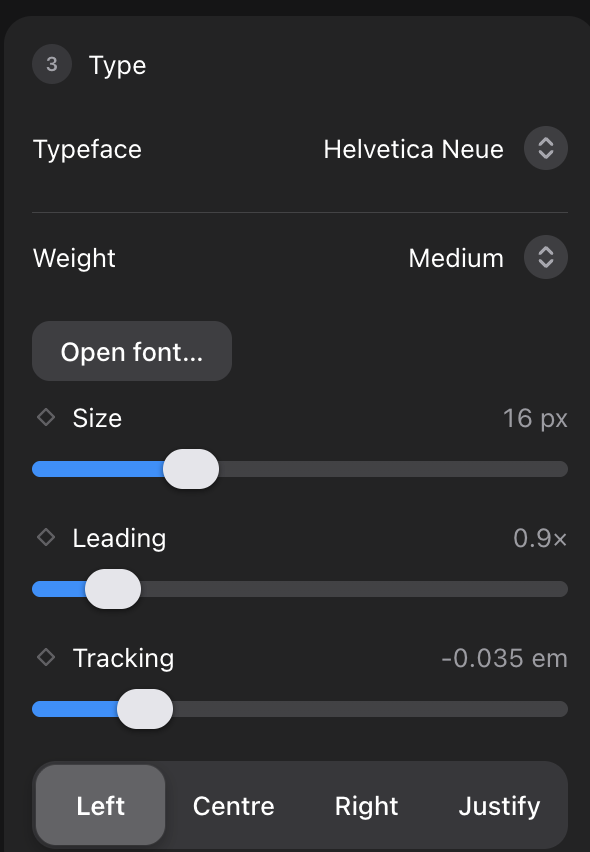 3 Type
Typeface Helvetica Neue
Weight Medium
Open font...
Size 16 px
Leading 0.9×
Tracking -0.035 em
Left Centre Right Justify